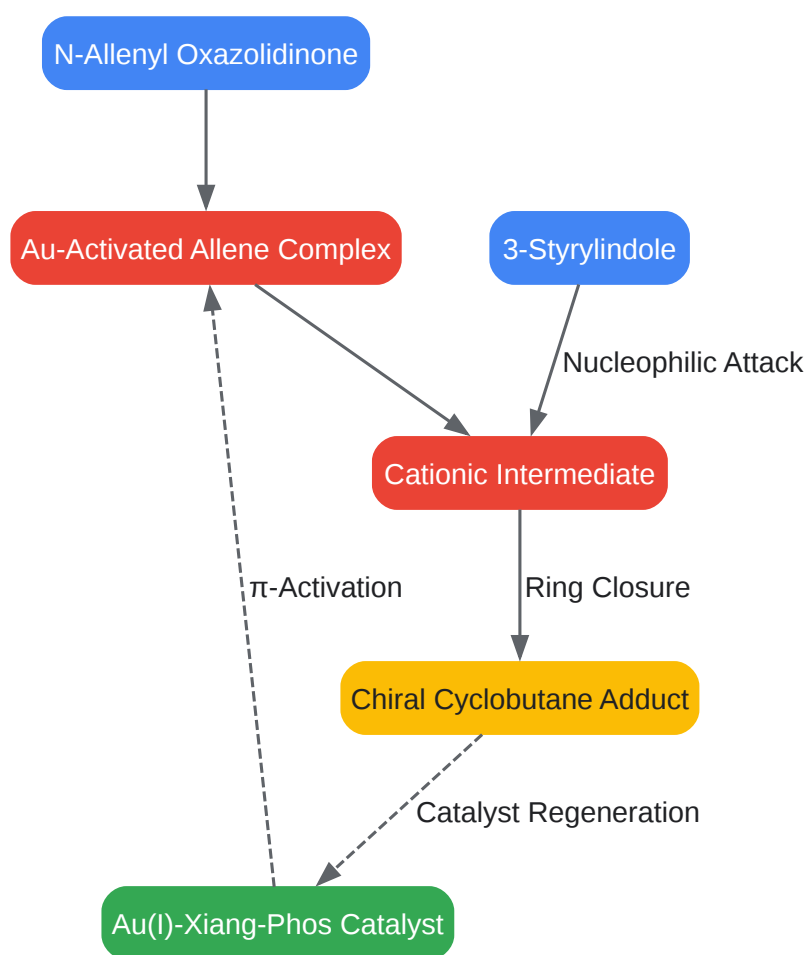 N-Allenyl Oxazolidinone
Au-Activated Allene Complex
3-Styrylindole
Nucleophilic Attack
Cationic Intermediate
π-Activation
Ring Closure
Chiral Cyclobutane Adduct
Catalyst Regeneration
Au(I)-Xiang-Phos Catalyst